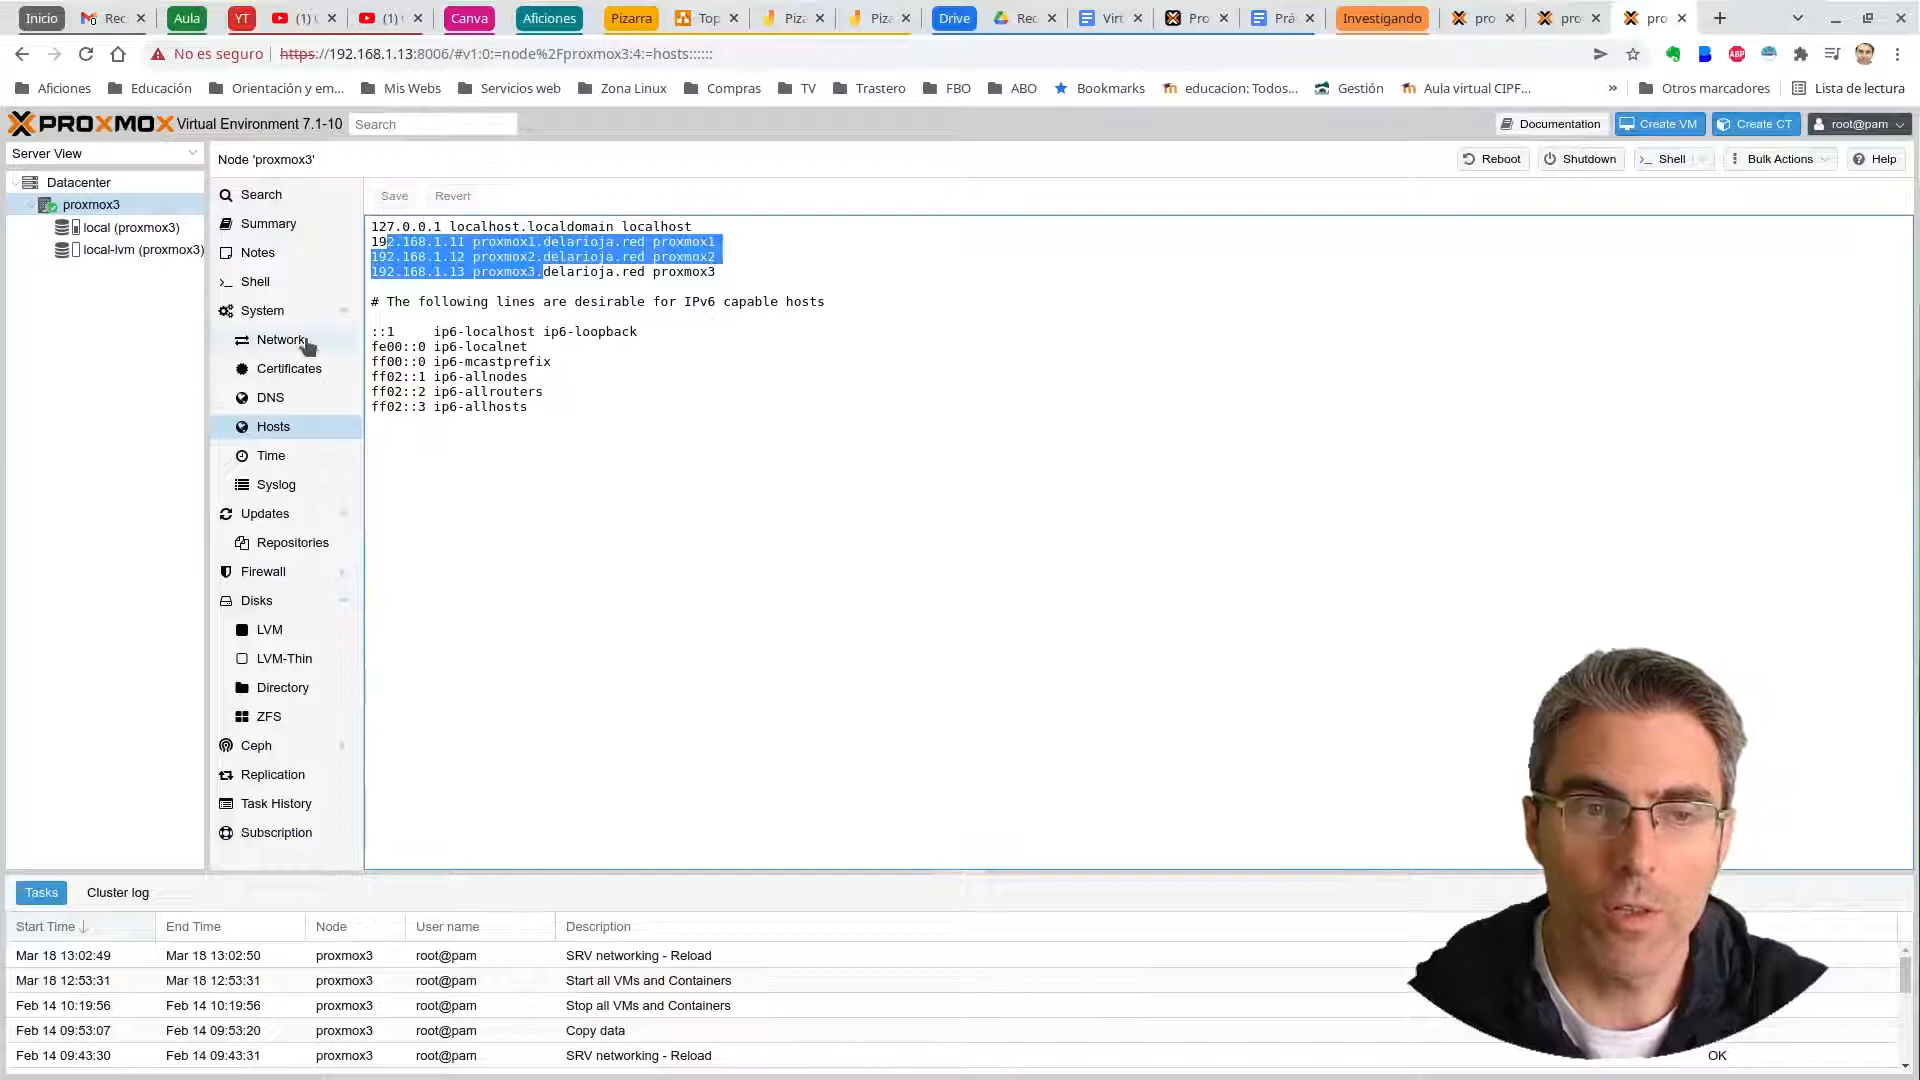 Inicio
Rec
Aula
YT
(1) (
(1) (
Canva
Aficiones
Pizarra
Top
Piza
Piza
Drive
Rec
Virt
Pro
Prá
Investigando
pro
pro
pro
No es seguro
https://192.168.1.13:8006/#v1:0:=node%2Fproxmox3:4:=hosts::::::
ABP
Aficiones
Educación
Orientación y em...
Mis Webs
Servicios web
Zona Linux
Compras
TV
Trastero
FBO
ABO
Bookmarks
educacion: Todos...
Gestión
Aula virtual CIPF...
»
Otros marcadores
Lista de lectura
PROXMOX Virtual Environment 7.1-10
Search
Documentation
Create VM
Create CT
root@pam
Server View
Node 'proxmox3'
Reboot
Shutdown
Shell
Bulk Actions
Help
Datacenter
proxmox3
local (proxmox3)
local-lvm (proxmox3)
Search
Summary
Notes
Shell
System
Network
Certificates
DNS
Hosts
Time
Syslog
Updates
Repositories
Firewall
Disks
LVM
LVM-Thin
Directory
ZFS
Ceph
Replication
Task History
Subscription
Save
Revert
127.0.0.1 localhost.localdomain localhost
192.168.1.11 proxmox1.delarioja.red proxmox1
192.168.1.12 proxmox2.delarioja.red proxmox2
192.168.1.13 proxmox3.delarioja.red proxmox3
# The following lines are desirable for IPv6 capable hosts
::1 ip6-localhost ip6-loopback
fe00::0 ip6-localnet
ff00::0 ip6-mcastprefix
ff02::1 ip6-allnodes
ff02::2 ip6-allrouters
ff02::3 ip6-allhosts
Tasks
Cluster log
Start Time
End Time
Node
User name
Description
Mar 18 13:02:49 Mar 18 13:02:50 proxmox3 root@pam SRV networking - Reload
Mar 18 12:53:31 Mar 18 12:53:31 proxmox3 root@pam Start all VMs and Containers
Feb 14 10:19:56 Feb 14 10:19:56 proxmox3 root@pam Stop all VMs and Containers
Feb 14 09:53:07 Feb 14 09:53:20 proxmox3 root@pam Copy data
Feb 14 09:43:30 Feb 14 09:43:31 proxmox3 root@pam SRV networking - Reload OK